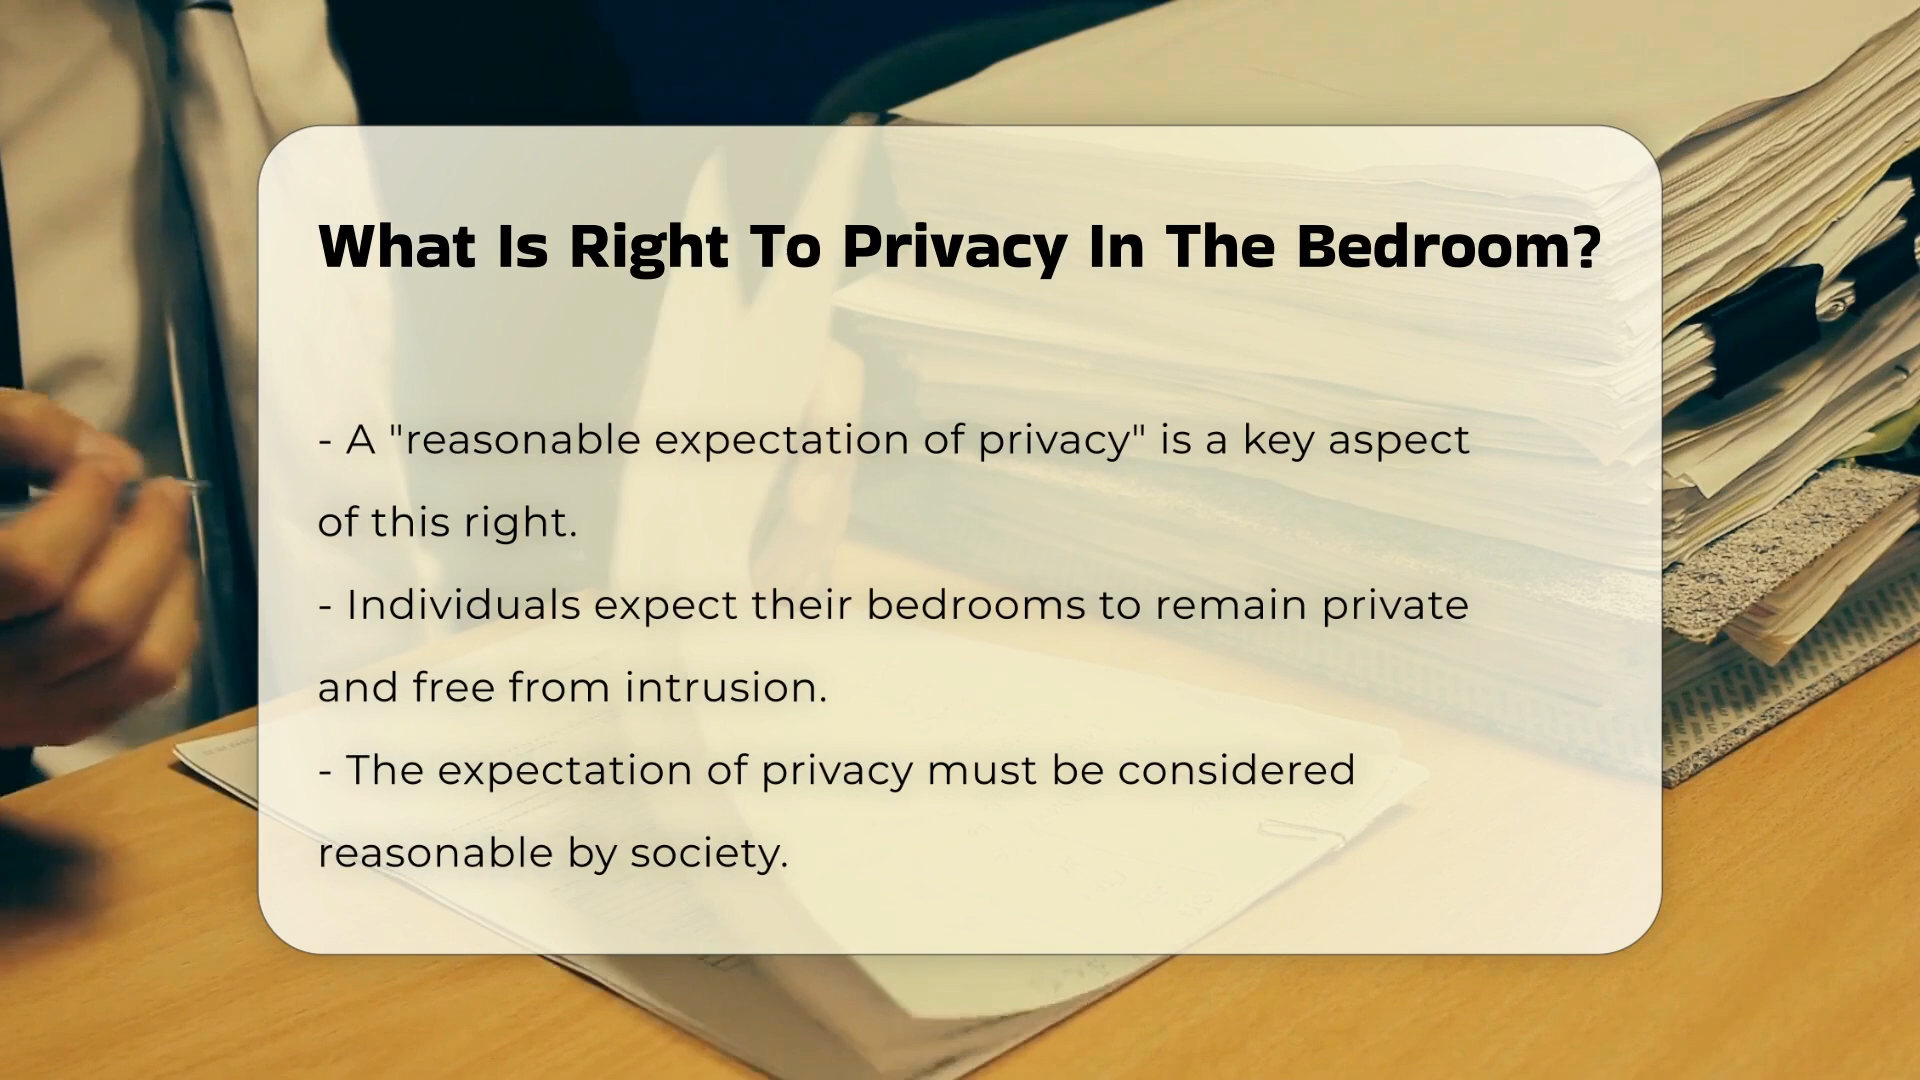 What Is Right To Privacy In The Bedroom?
- A "reasonable expectation of privacy" is a key aspect
of this right.
- Individuals expect their bedrooms to remain private
and free from intrusion.
- The expectation of privacy must be considered
reasonable by society.